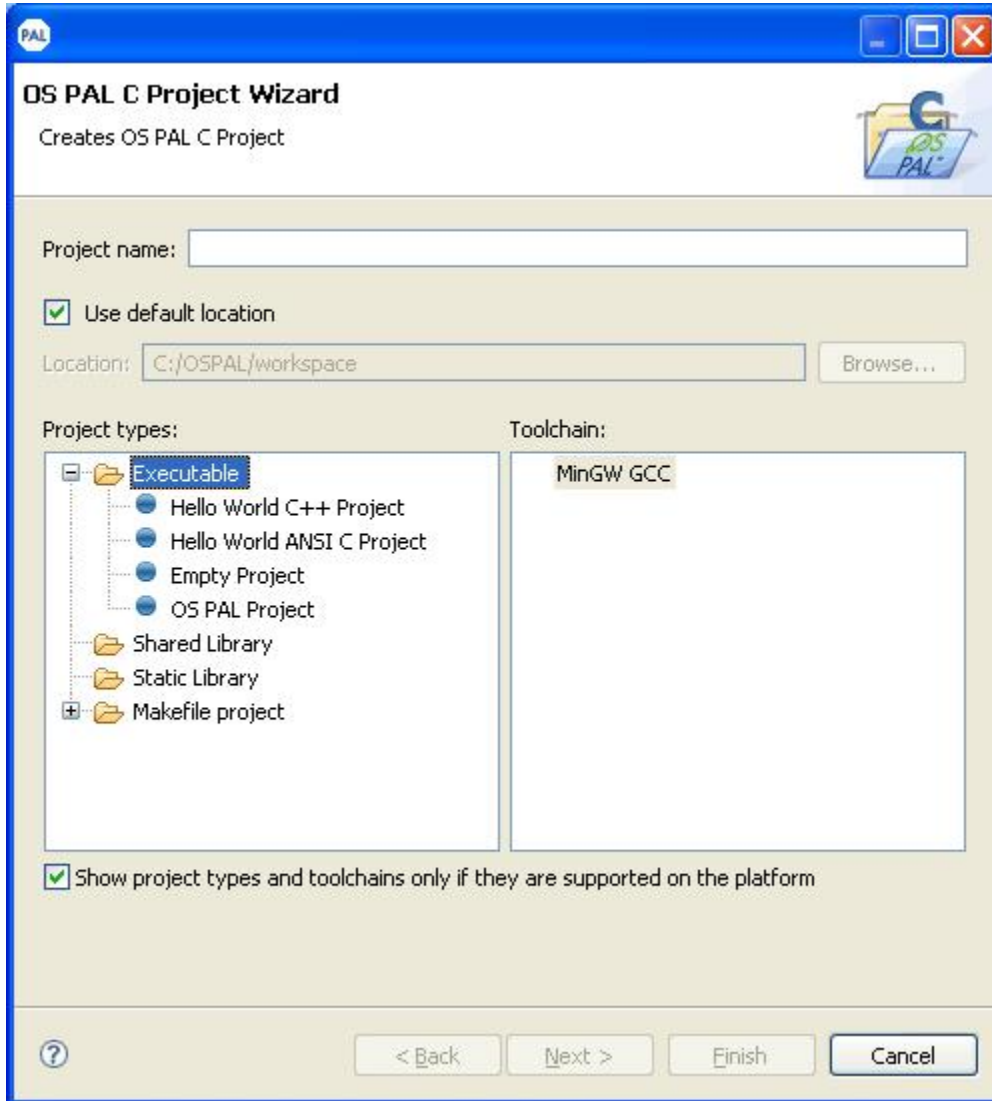 PAL
OS PAL C Project Wizard
Creates OS PAL C Project
C
OS
PAL™
Project name:
Use default location
Location: C:/OSPAL/workspace Browse...
Project types: Toolchain:
Executable MinGW GCC
Hello World C++ Project
Hello World ANSI C Project
Empty Project
OS PAL Project
Shared Library
Static Library
Makefile project
Show project types and toolchains only if they are supported on the platform
? < Back Next > Finish Cancel